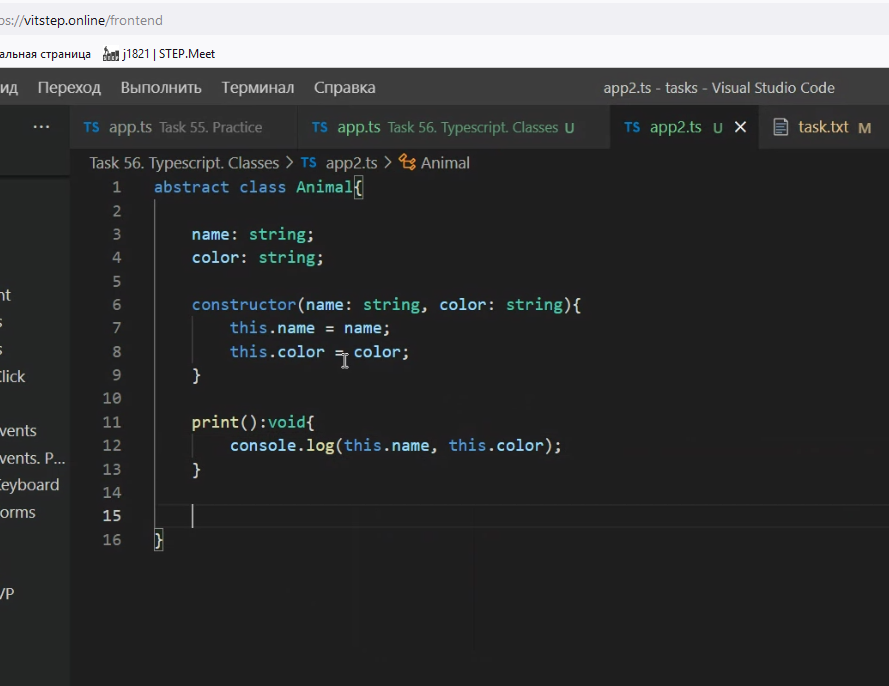 ps://vitstep.online/frontend
альная страница j1821 | STEP.Meet
ид Переход Выполнить Терминал Справка app2.ts - tasks - Visual Studio Code
··· TS app.ts Task 55. Practice TS app.ts Task 56. Typescript. Classes U TS app2.ts U task.txt M
Task 56. Typescript. Classes > TS app2.ts > Animal
1 abstract class Animal{
2
3 name: string;
4 color: string;
5
6 constructor(name: string, color: string){
7 this.name = name;
8 this.color = color;
9 }
10
11 print():void{
12 console.log(this.name, this.color);
13 }
14
15
16 }
nt
s
s
lick
vents
vents. P...
Keyboard
orms
VP